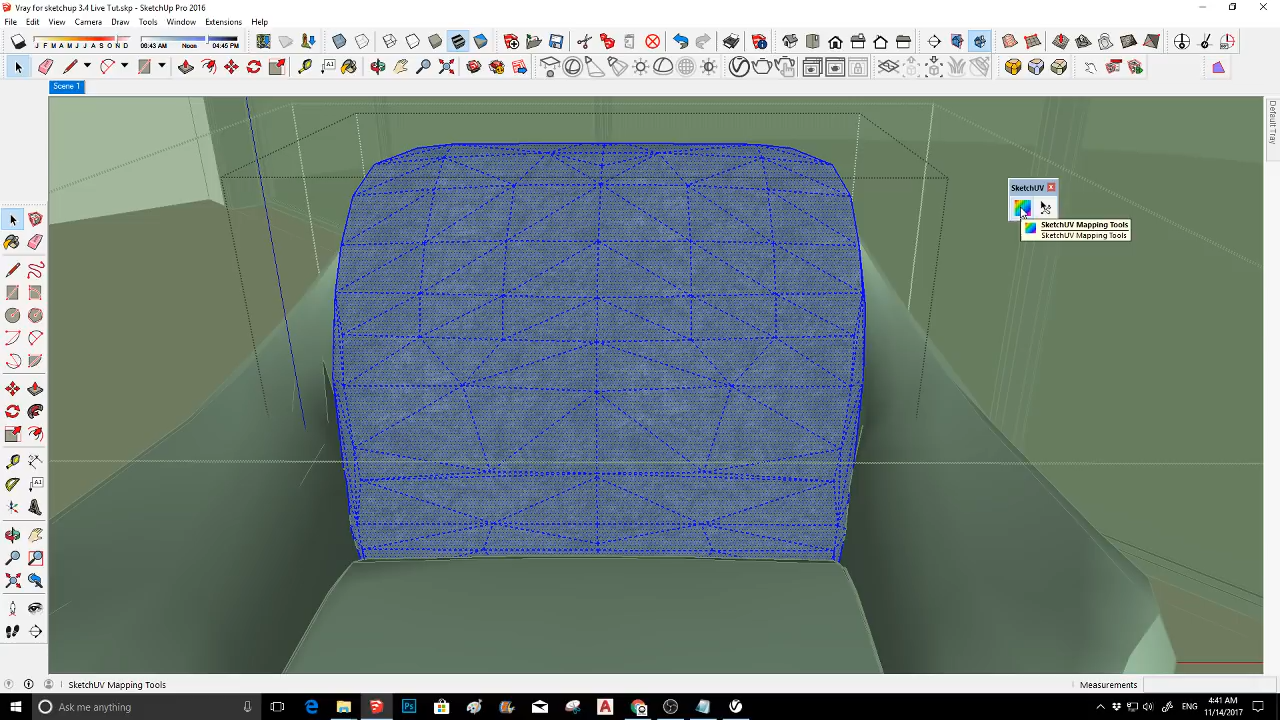 Vray for sketchup 3.4 Live Tut.skp - SketchUp Pro 2016
File Edit View Camera Draw Tools Window Extensions Help
J F M A M J J A S O N D
06:43 AM Noon 04:45 PM
Scene 1
Default Tray
SketchUV
SketchUV Mapping Tools
SketchUV Mapping Tools
SketchUV Mapping Tools
Measurements
Ask me anything
ENG
4:41 AM
11/14/2017